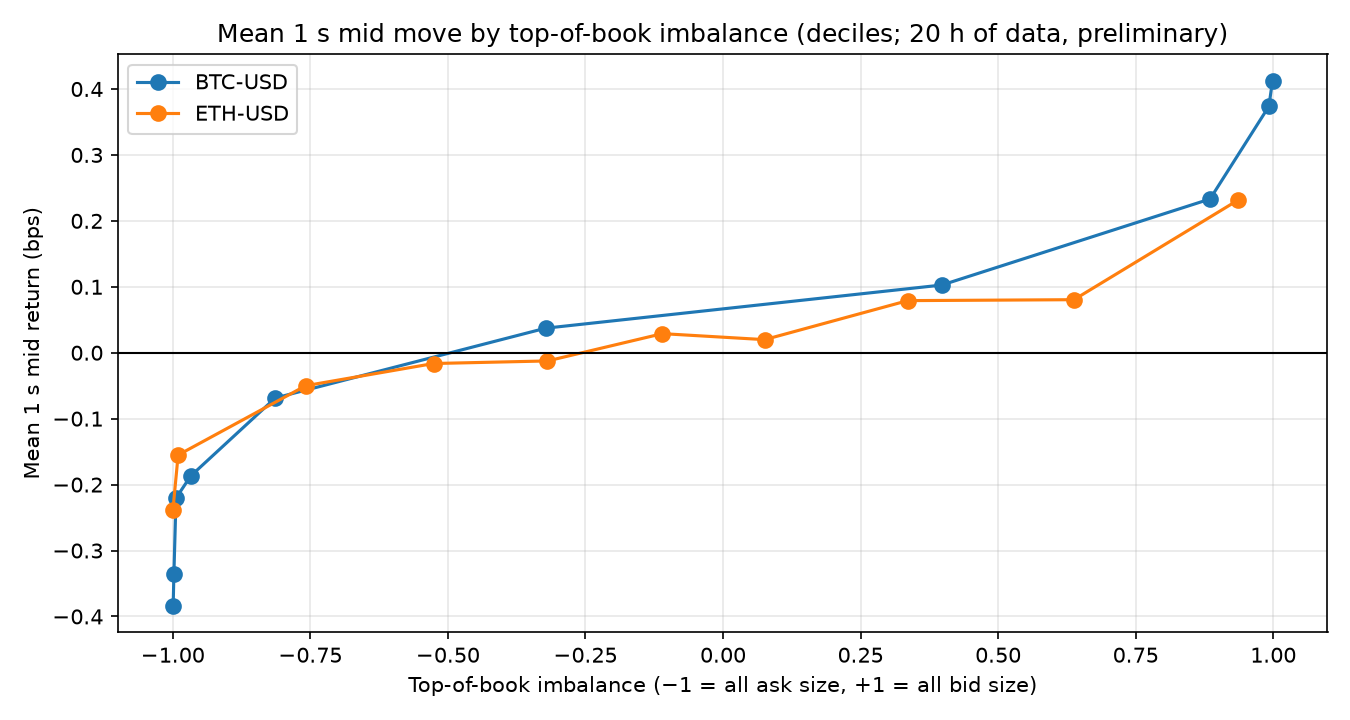 Mean 1 s mid move by top-of-book imbalance (deciles; 20 h of data, preliminary)
BTC-USD
ETH-USD
Mean 1 s mid return (bps)
0.4
0.3
0.2
0.1
0.0
−0.1
−0.2
−0.3
−0.4
−1.00 −0.75 −0.50 −0.25 0.00 0.25 0.50 0.75 1.00
Top-of-book imbalance (−1 = all ask size, +1 = all bid size)